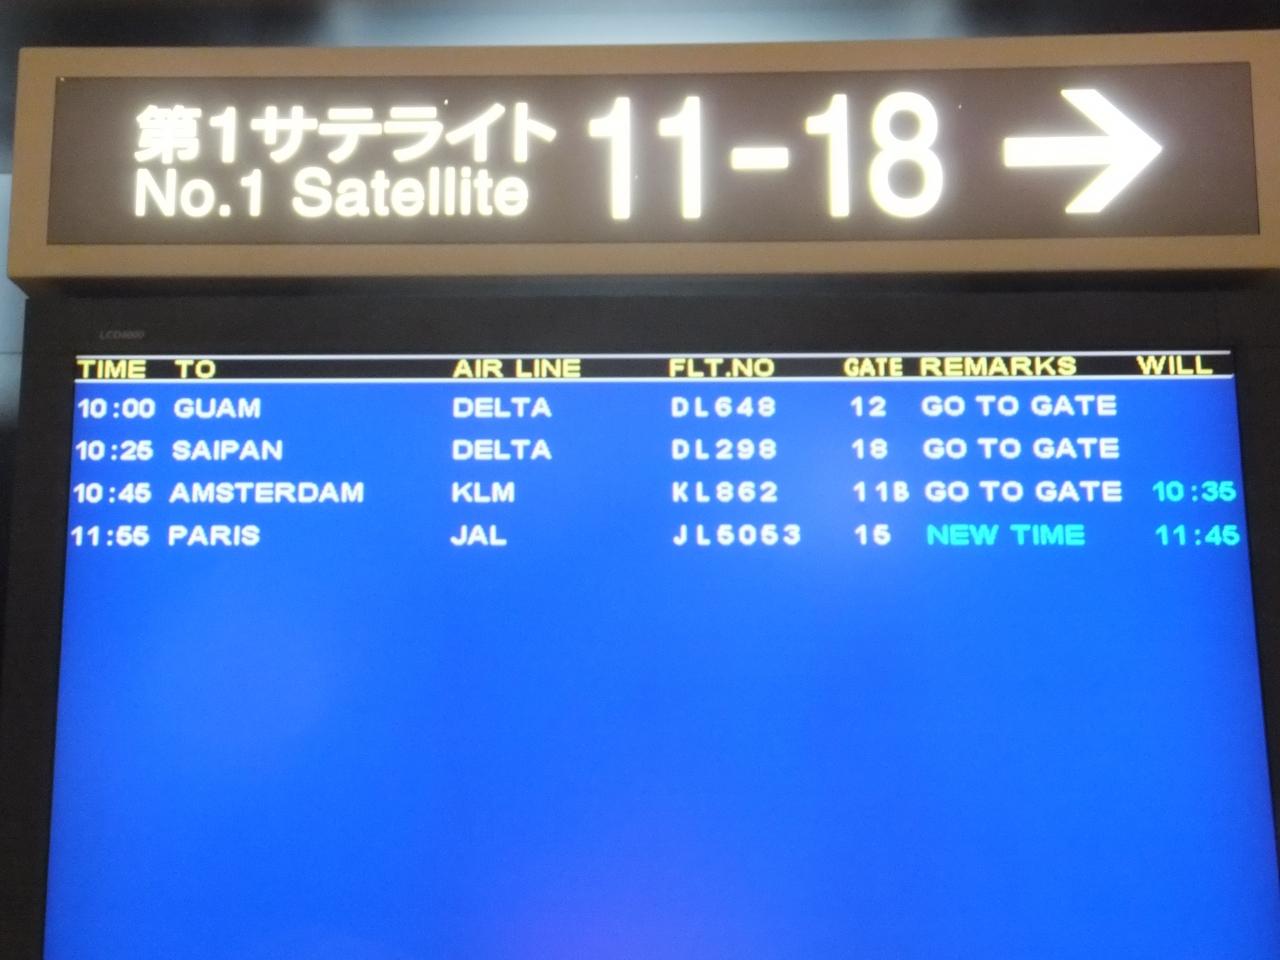 第1サテライト
No.1 Satellite
11-18 →
LCD4000
TIME TO AIR LINE FLT.NO GATE REMARKS WILL
10:00 GUAM DELTA DL648 12 GO TO GATE
10:25 SAIPAN DELTA DL298 18 GO TO GATE
10:45 AMSTERDAM KLM KL862 11B GO TO GATE 10:35
11:55 PARIS JAL JL5053 15 NEW TIME 11:45